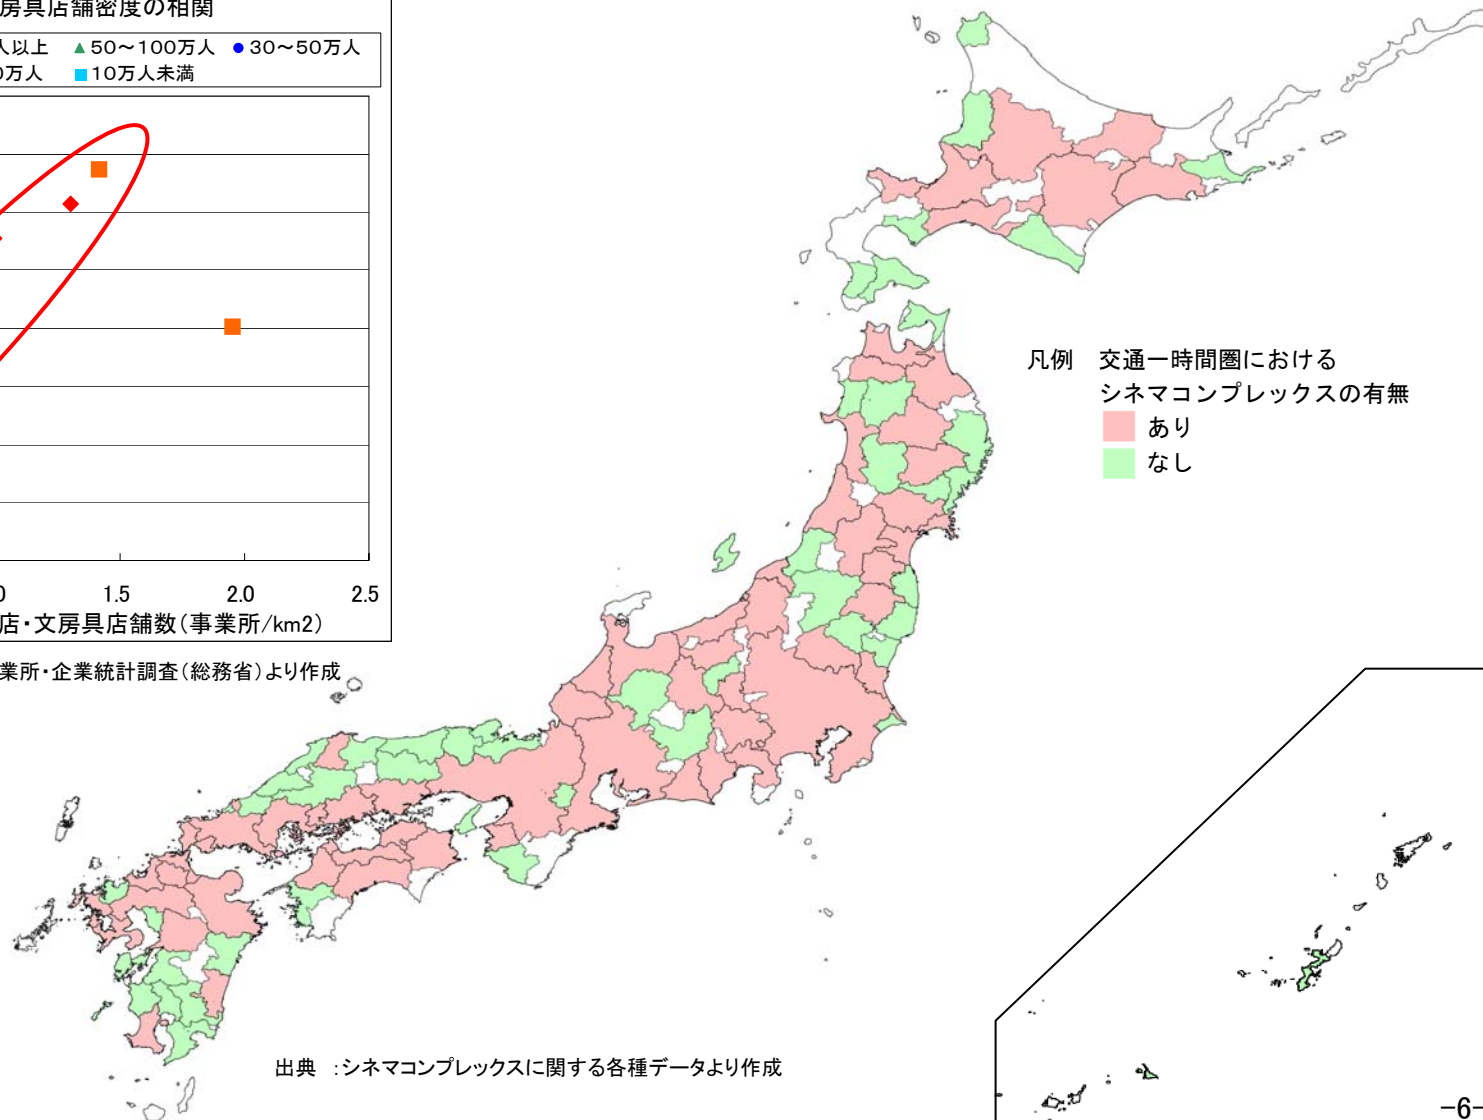 房具店舗密度の相関
人以上 ▲50～100万人 ●30～50万人
万人 ■10万人未満
1.5 2.0 2.5
店・文房具店舗数（事業所/km2）
業所・企業統計調査（総務省）より作成
凡例 交通一時間圏における
シネマコンプレックスの有無
あり
なし
出典 ：シネマコンプレックスに関する各種データより作成
-6-